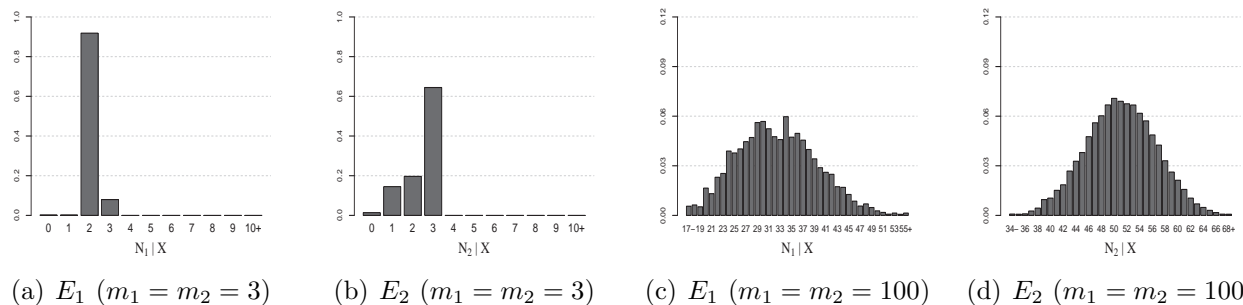 1.0
0.8
0.6
0.4
0.2
0.0
0 1 2 3 4 5 6 7 8 9 10+
N₁ | X
(a) E₁ (m₁ = m₂ = 3)
1.0
0.8
0.6
0.4
0.2
0.0
0 1 2 3 4 5 6 7 8 9 10+
N₂ | X
(b) E₂ (m₁ = m₂ = 3)
0.12
0.09
0.06
0.03
0.00
17− 19 21 23 25 27 29 31 33 35 37 39 41 43 45 47 49 51 53 55+
N₁ | X
(c) E₁ (m₁ = m₂ = 100)
0.12
0.09
0.06
0.03
0.00
34− 36 38 40 42 44 46 48 50 52 54 56 58 60 62 64 66 68+
N₂ | X
(d) E₂ (m₁ = m₂ = 100